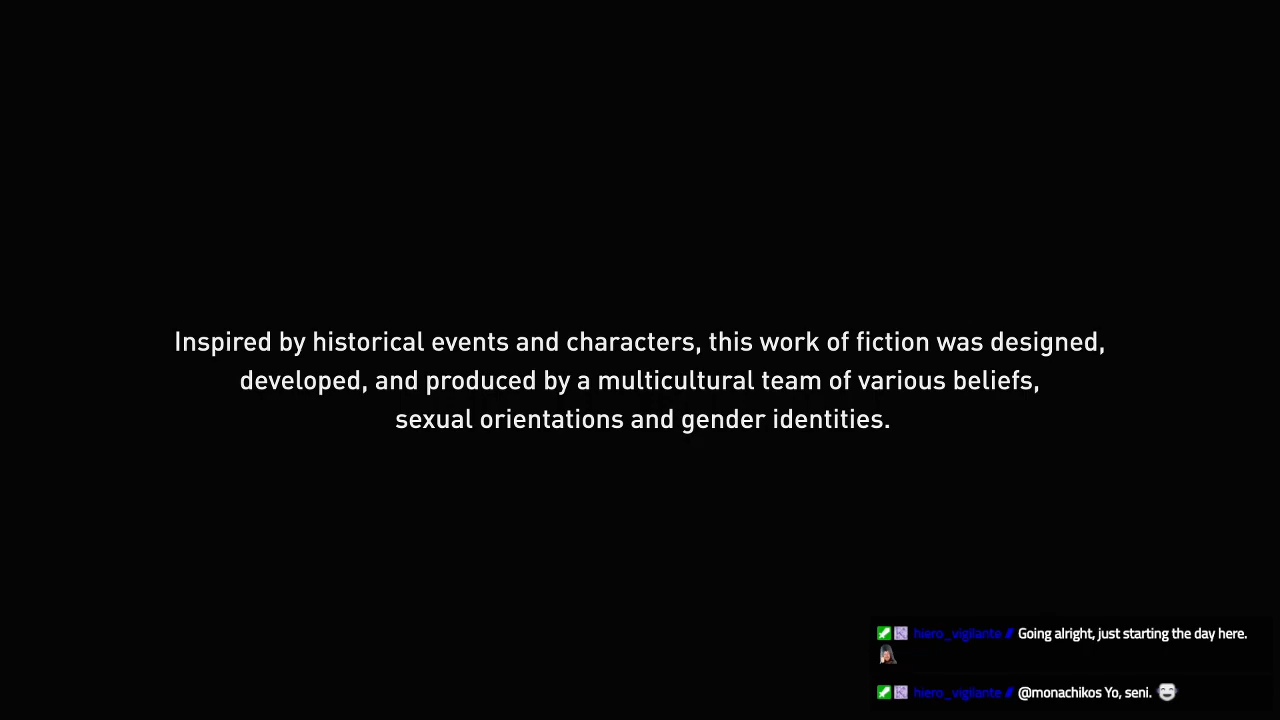 Inspired by historical events and characters, this work of fiction was designed,
developed, and produced by a multicultural team of various beliefs,
sexual orientations and gender identities.
hiero_vigilante // Going alright, just starting the day here.
hiero_vigilante // @monachikos Yo, seni.